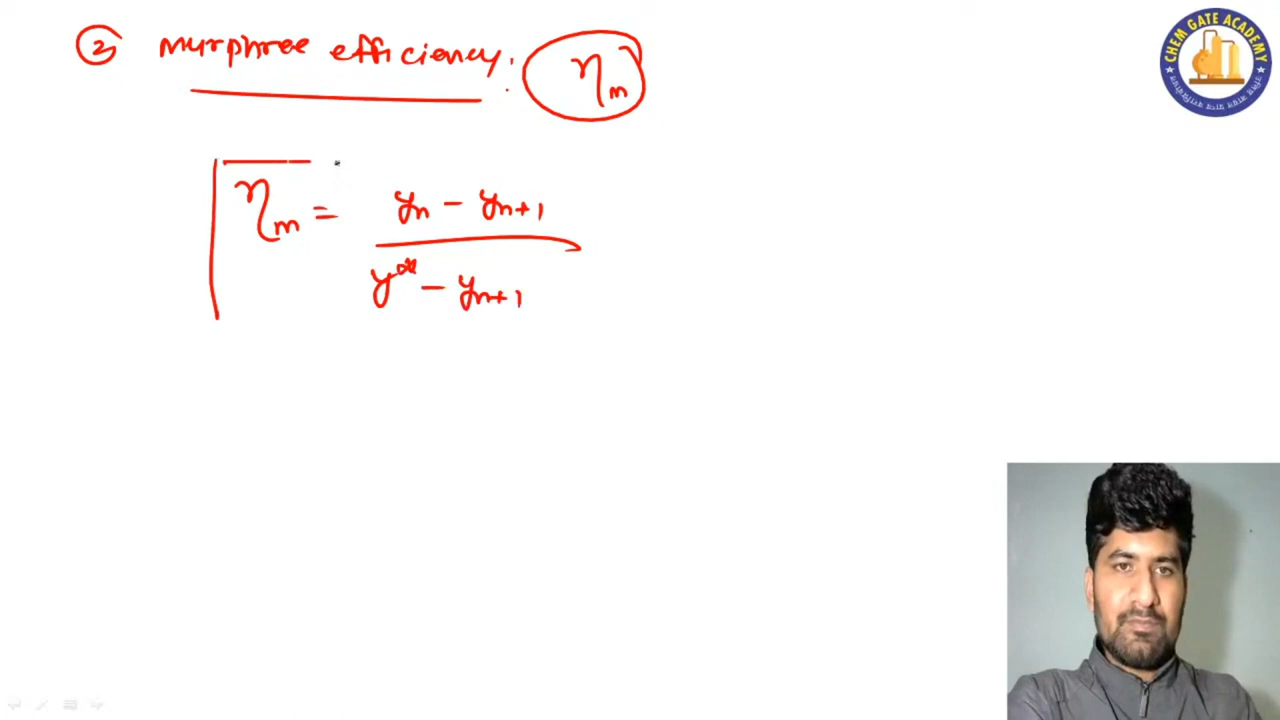 ② murphree efficiency. ηm
ηm = yn - yn+1
y* - yn+1
CHEM GATE ACADEMY